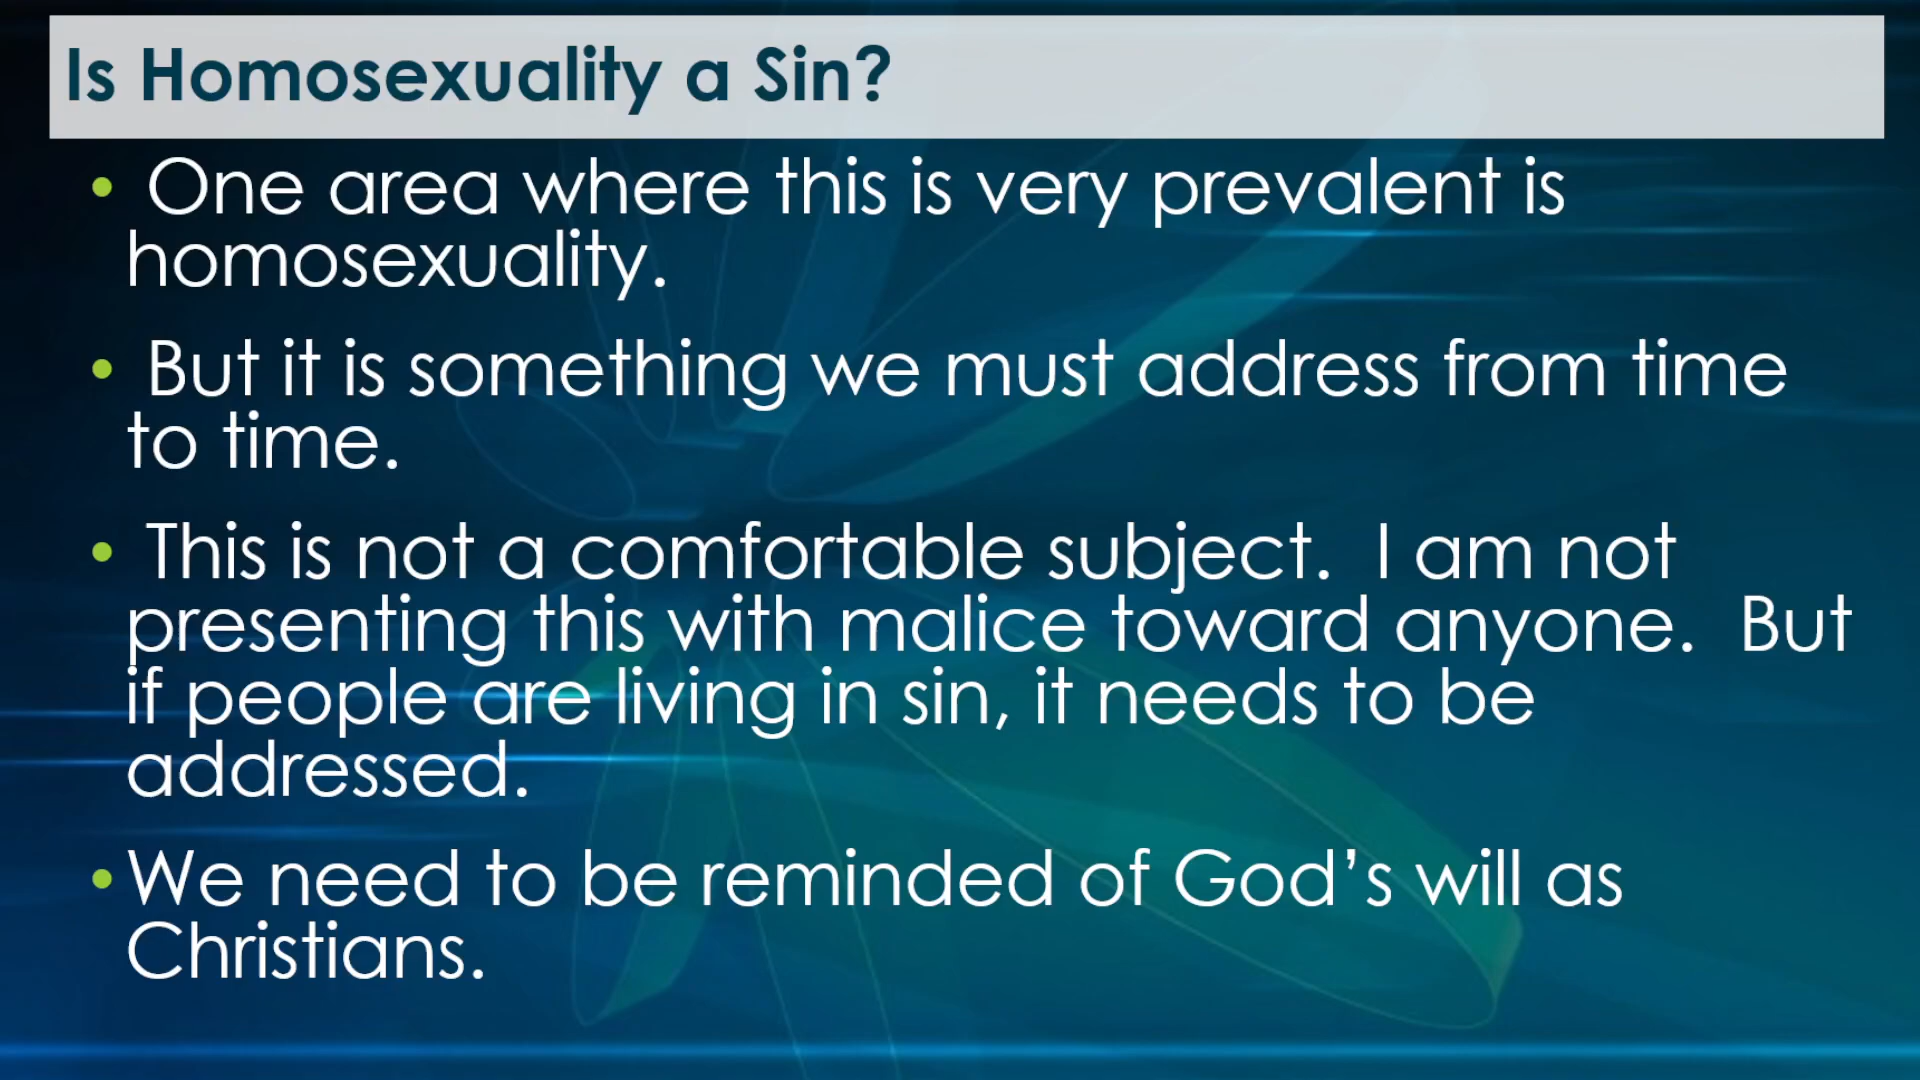 Is Homosexuality a Sin?
• One area where this is very prevalent is
homosexuality.
• But it is something we must address from time
to time.
• This is not a comfortable subject.  I am not
presenting this with malice toward anyone.  But
if people are living in sin, it needs to be
addressed.
• We need to be reminded of God’s will as
Christians.